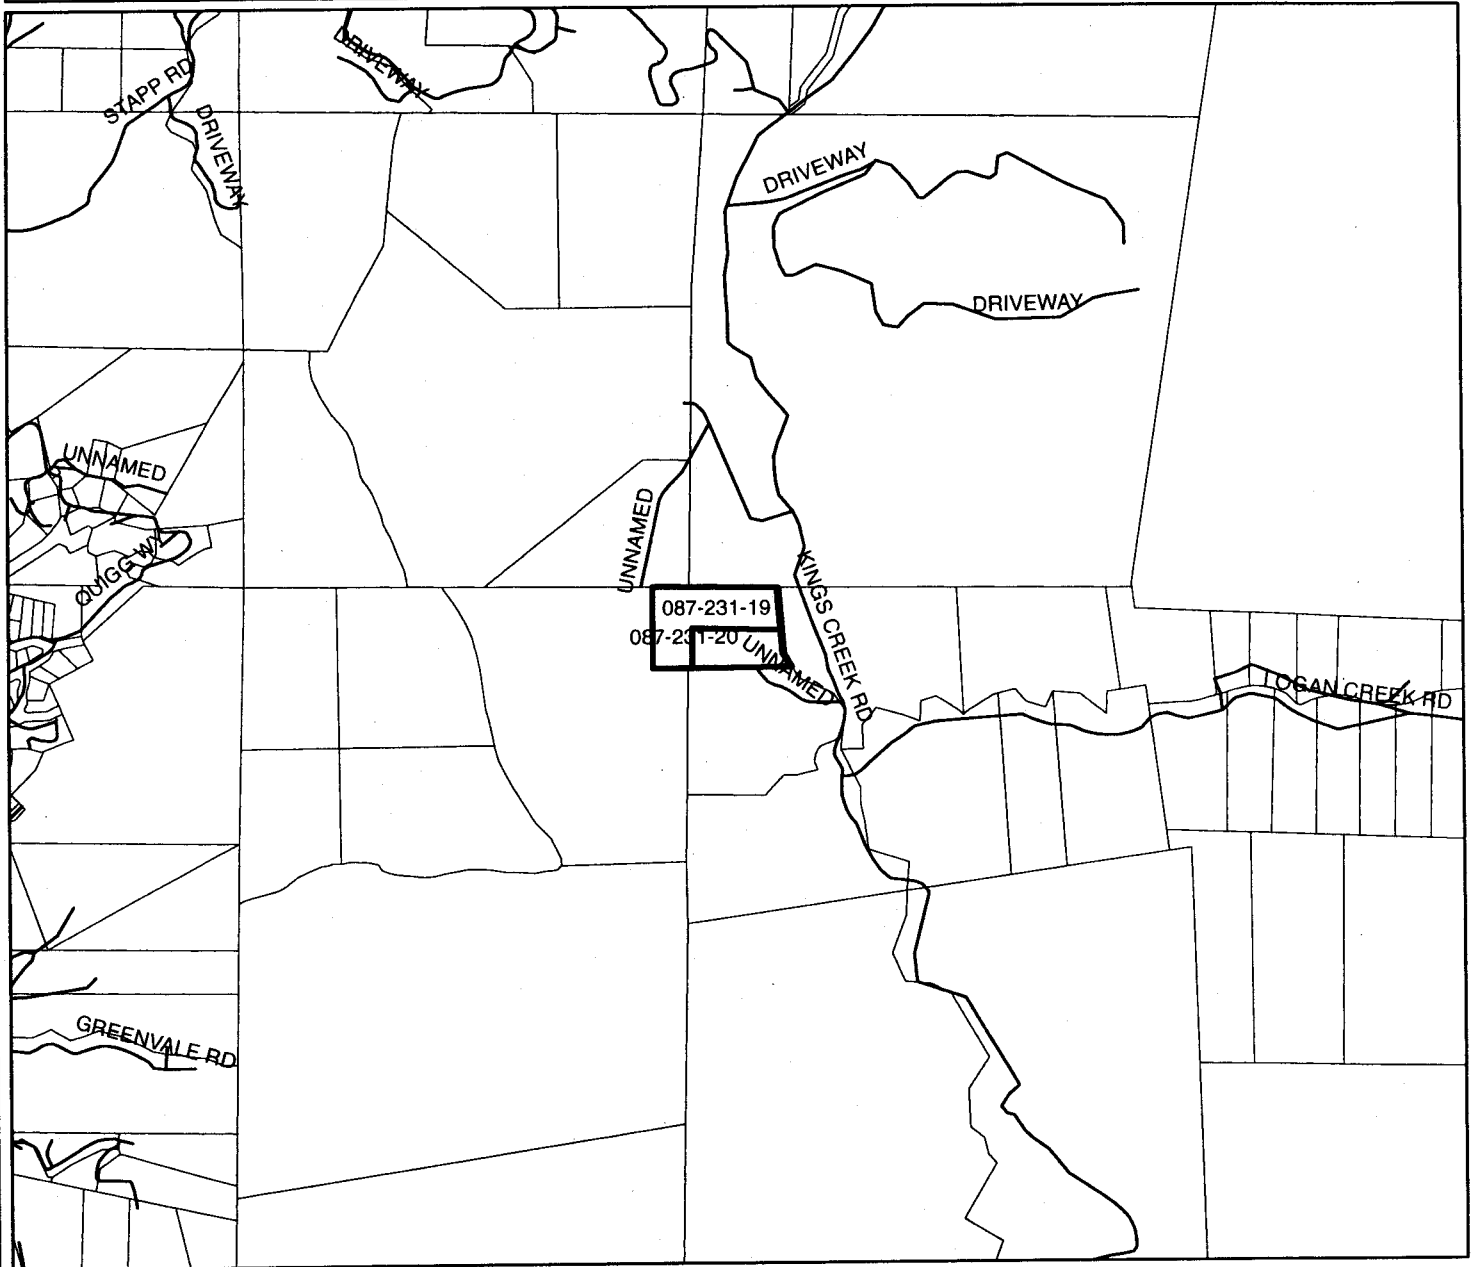 DRIVEWAY
STAPP RD
DRIVEWAY
DRIVEWAY
DRIVEWAY
UNNAMED
UNNAMED
QUIGG WY
KINGS CREEK RD
087-231-19
087-231-20
UNNAMED
LOGAN CREEK RD
GREENVALE RD